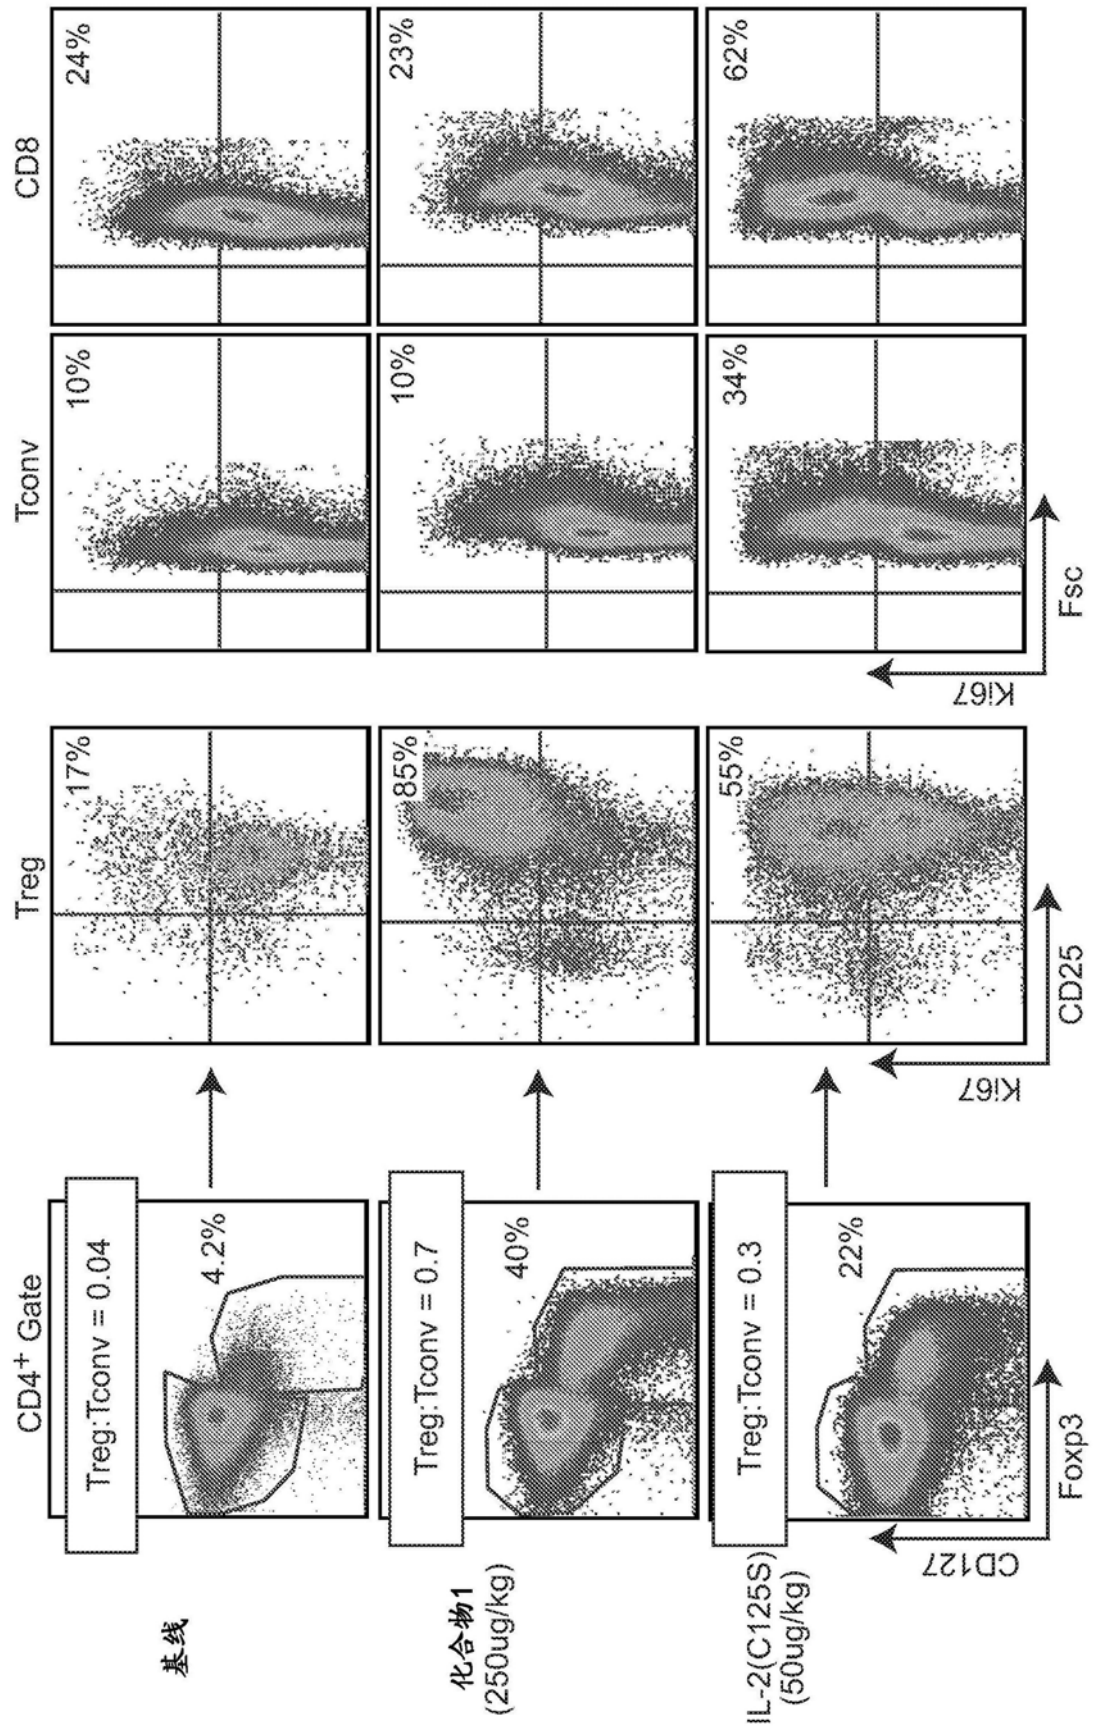 CD4⁺ Gate
Treg
Tconv
CD8
基线
Treg:Tconv = 0.04
4.2%
17%
10%
24%
化合物1
(250ug/kg)
Treg:Tconv = 0.7
40%
85%
10%
23%
IL-2(C125S)
(50ug/kg)
Treg:Tconv = 0.3
22%
55%
34%
62%
CD127
Foxp3
Ki67
CD25
Ki67
Fsc